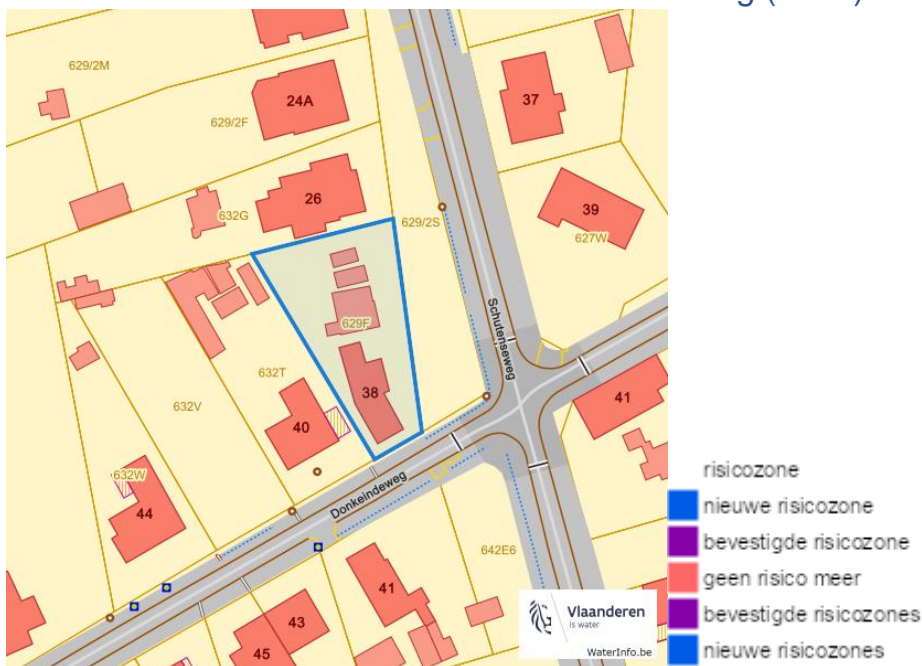 629/2M
24A
629/2F
37
26
632G
629/2S
39
627W
Schutenseweg
629F
632T
38
41
632V
40
632W
Donkeindeweg
44
642E6
41
43
45
Vlaanderen
is water
WaterInfo.be
risicozone
nieuwe risicozone
bevestigde risicozone
geen risico meer
bevestigde risicozones
nieuwe risicozones